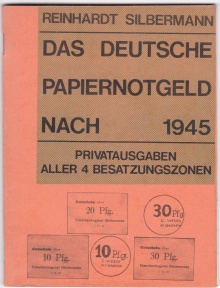 REINHARDT SILBERMANN
DAS DEUTSCHE
PAPIERNOTGELD
NACH 1945
PRIVATAUSGABEN
ALLER 4 BESATZUNGSZONEN
20 Pfg.
30 Pfg
10 Pfg.
10 Pfg.
30 Pfg.